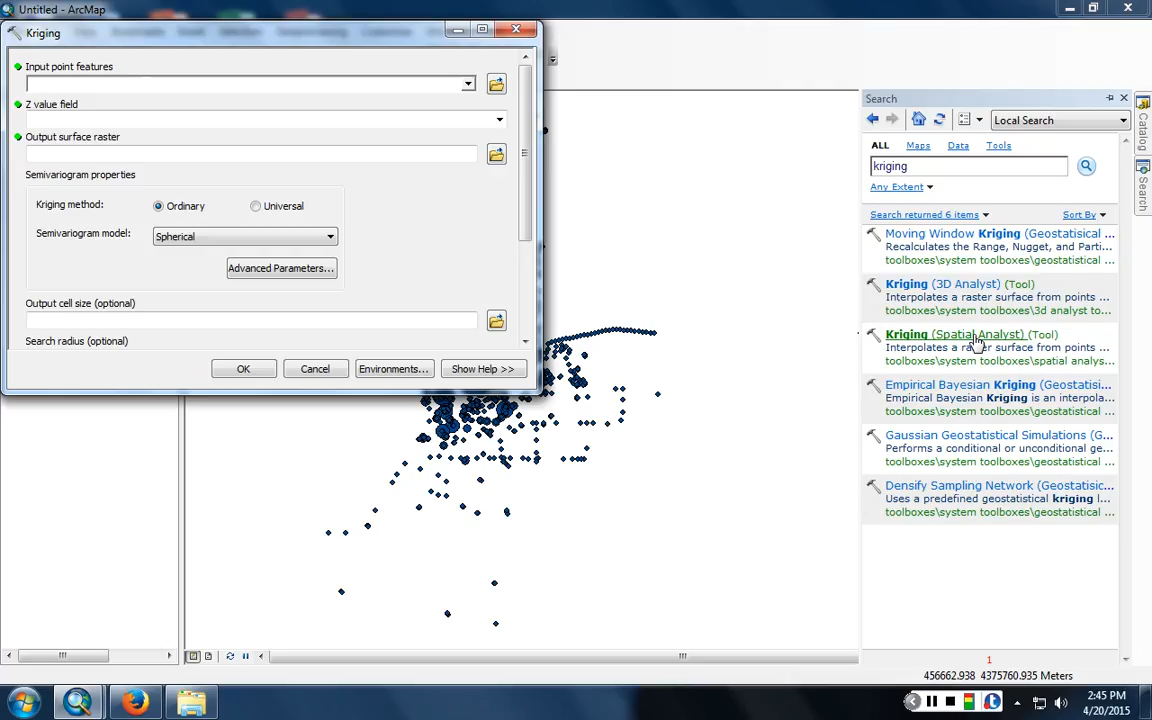 Untitled - ArcMap
Kriging
Input point features
Z value field
Output surface raster
Semivariogram properties
Kriging method:
Ordinary
Universal
Semivariogram model:
Spherical
Advanced Parameters...
Output cell size (optional)
Search radius (optional)
OK
Cancel
Environments...
Show Help >>
Search
Local Search
ALL
Maps
Data
Tools
kriging
Any Extent
Search returned 6 items
Sort By
Moving Window Kriging (Geostatisical ...
Recalculates the Range, Nugget, and Parti...
toolboxes\system toolboxes\geostatistical ...
Kriging (3D Analyst) (Tool)
Interpolates a raster surface from points ...
toolboxes\system toolboxes\3d analyst to...
Kriging (Spatial Analyst) (Tool)
Interpolates a raster surface from points ...
toolboxes\system toolboxes\spatial analys...
Empirical Bayesian Kriging (Geostatisi...
Empirical Bayesian Kriging is an interpola...
toolboxes\system toolboxes\geostatistical ...
Gaussian Geostatistical Simulations (G...
Performs a conditional or unconditional ge...
toolboxes\system toolboxes\geostatistical ...
Densify Sampling Network (Geostatisic...
Uses a predefined geostatistical kriging l...
toolboxes\system toolboxes\geostatistical ...
1
Catalog
Search
456662.938 4375760.935 Meters
2:45 PM
4/20/2015